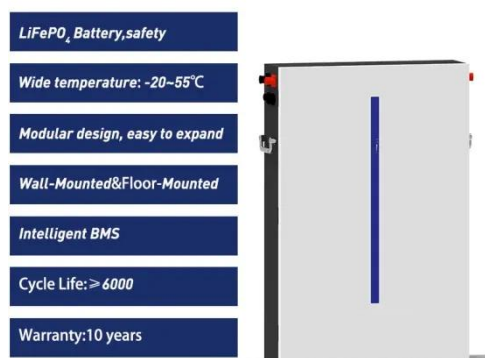 LiFePO₄ Battery,safety
Wide temperature: -20~55℃
Modular design, easy to expand
Wall-Mounted&Floor-Mounted
Intelligent BMS
Cycle Life:≥6000
Warranty:10 years